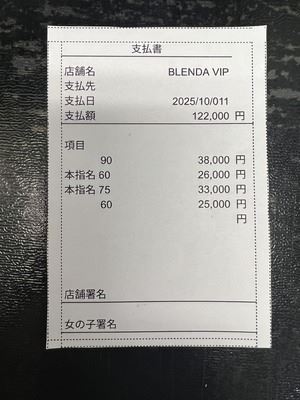 支払書
店舗名 BLENDA VIP
支払先
支払日 2025/10/011
支払額 122,000 円
項目
90 38,000 円
本指名 60 26,000 円
本指名 75 33,000 円
60 25,000 円
円
店舗署名
女の子署名